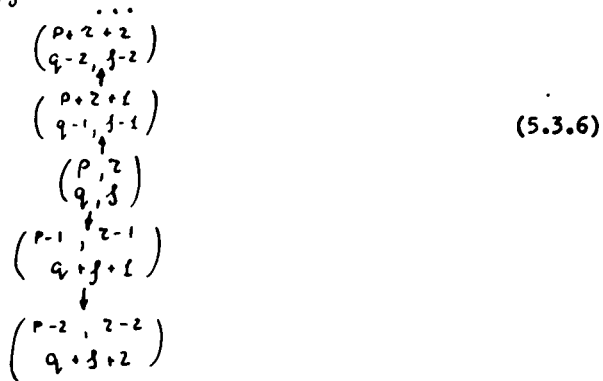 ...
( p+r+2
q-2, s-2 )
( p+r+1
q-1, s-1 )
(5.3.6)
( p, r
q, s )
( p-1, r-1
q+s+1 )
( p-2, r-2
q+s+2 )